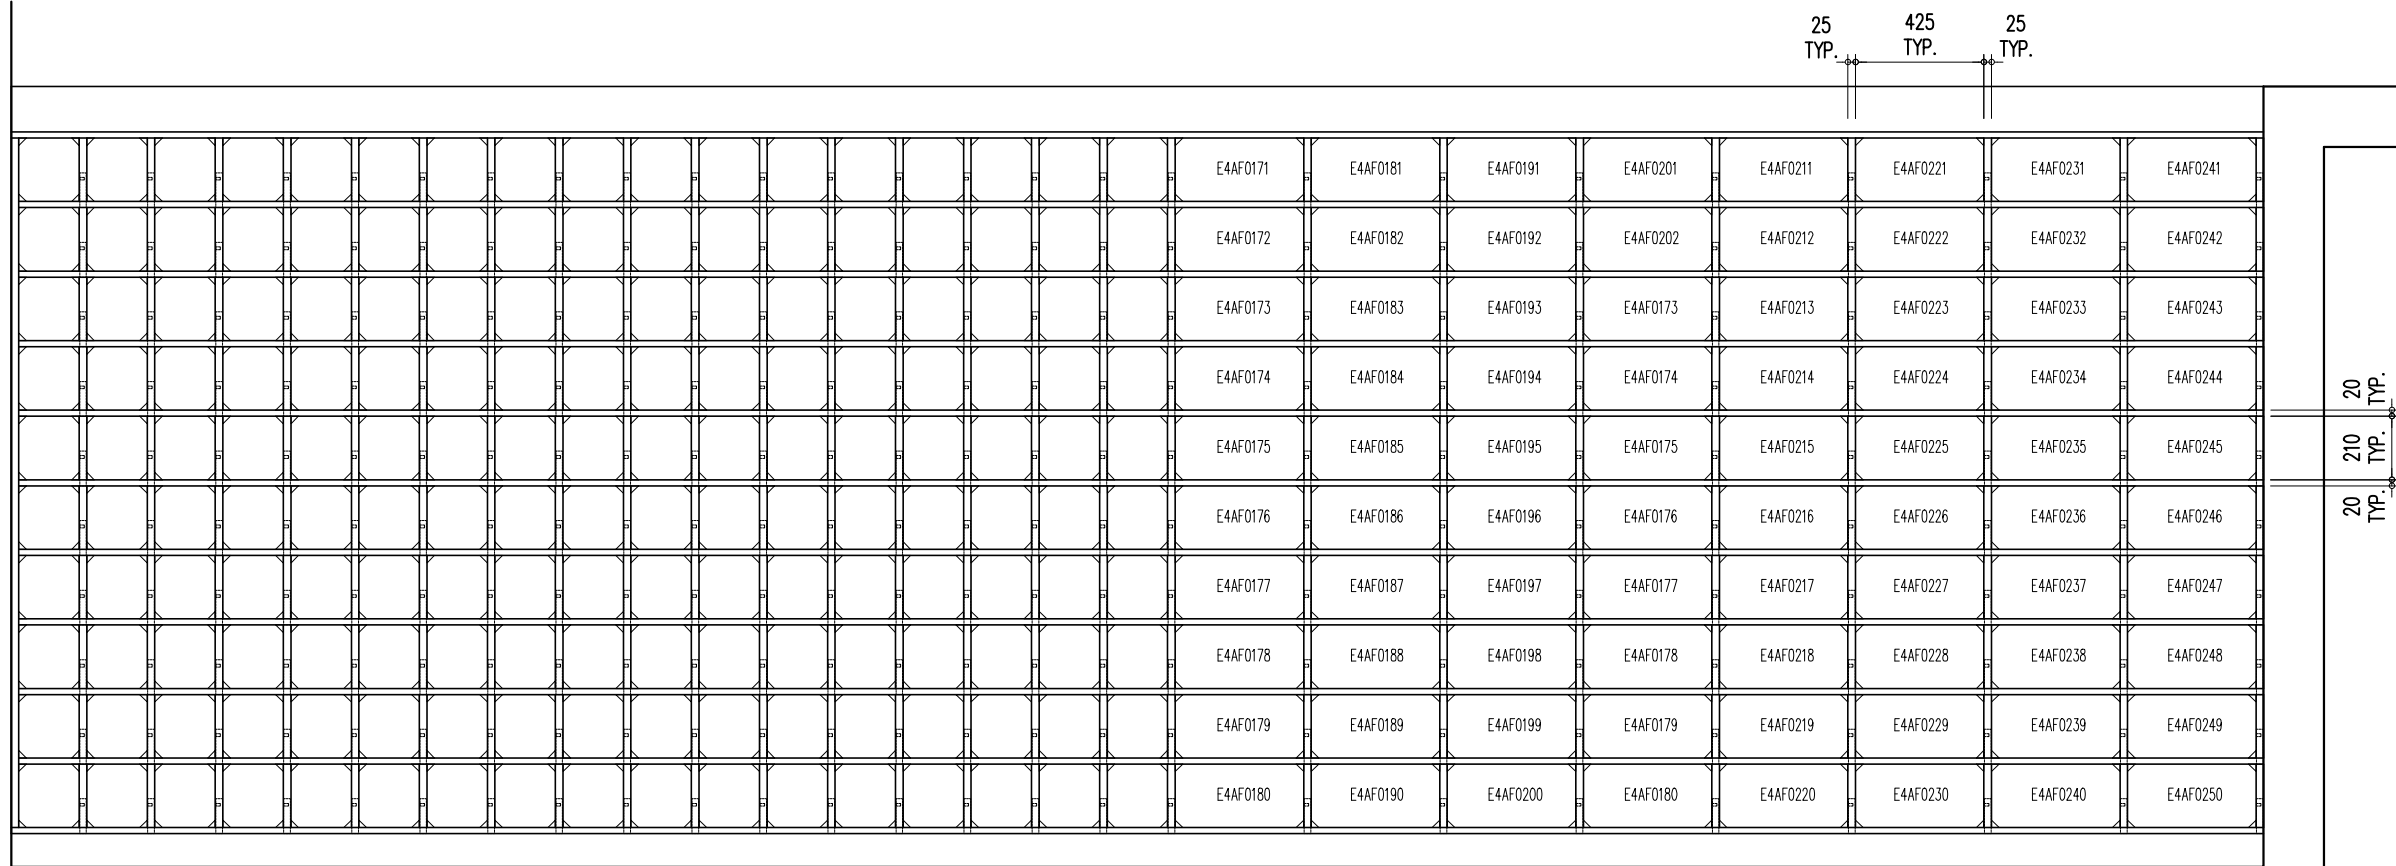 25 425 25
TYP. TYP. TYP.
E4AF0171 E4AF0181 E4AF0191 E4AF0201 E4AF0211 E4AF0221 E4AF0231 E4AF0241
E4AF0172 E4AF0182 E4AF0192 E4AF0202 E4AF0212 E4AF0222 E4AF0232 E4AF0242
E4AF0173 E4AF0183 E4AF0193 E4AF0173 E4AF0213 E4AF0223 E4AF0233 E4AF0243
E4AF0174 E4AF0184 E4AF0194 E4AF0174 E4AF0214 E4AF0224 E4AF0234 E4AF0244
E4AF0175 E4AF0185 E4AF0195 E4AF0175 E4AF0215 E4AF0225 E4AF0235 E4AF0245
E4AF0176 E4AF0186 E4AF0196 E4AF0176 E4AF0216 E4AF0226 E4AF0236 E4AF0246
E4AF0177 E4AF0187 E4AF0197 E4AF0177 E4AF0217 E4AF0227 E4AF0237 E4AF0247
E4AF0178 E4AF0188 E4AF0198 E4AF0178 E4AF0218 E4AF0228 E4AF0238 E4AF0248
E4AF0179 E4AF0189 E4AF0199 E4AF0179 E4AF0219 E4AF0229 E4AF0239 E4AF0249
E4AF0180 E4AF0190 E4AF0200 E4AF0180 E4AF0220 E4AF0230 E4AF0240 E4AF0250
20
TYP.
210
TYP.
20
TYP.